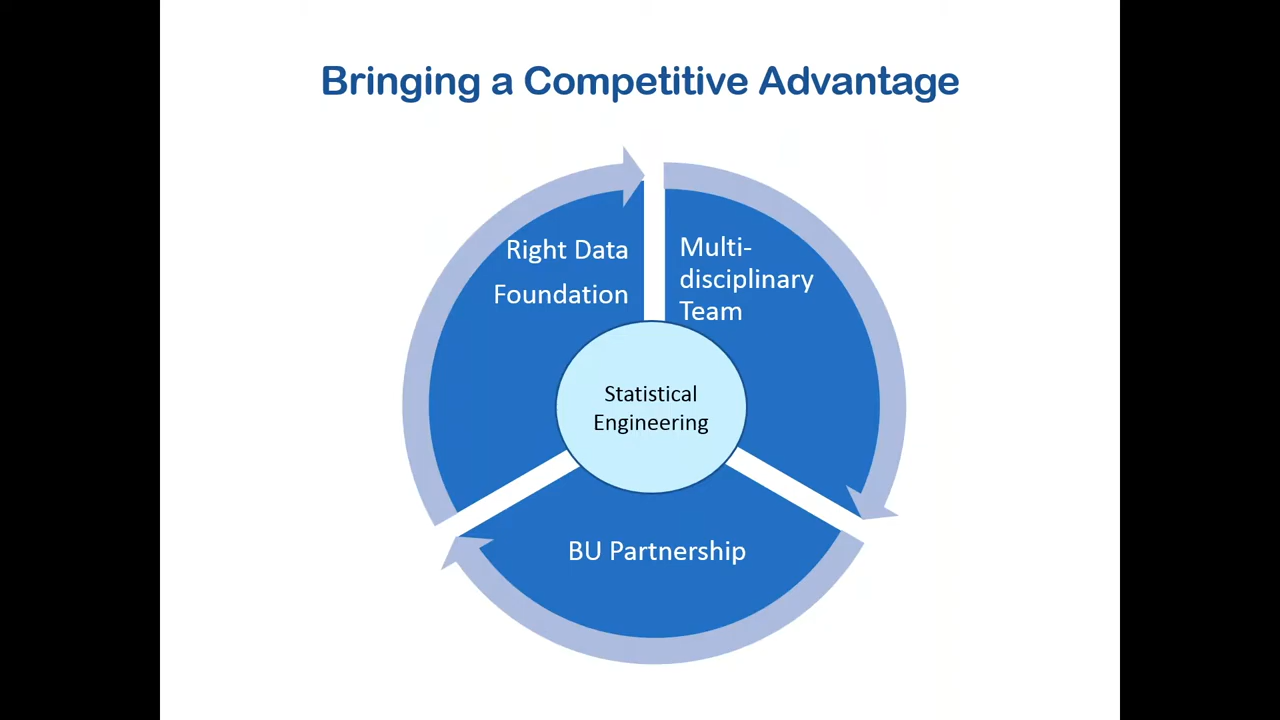 Bringing a Competitive Advantage
Right Data
Foundation
Multi-
disciplinary
Team
Statistical
Engineering
BU Partnership